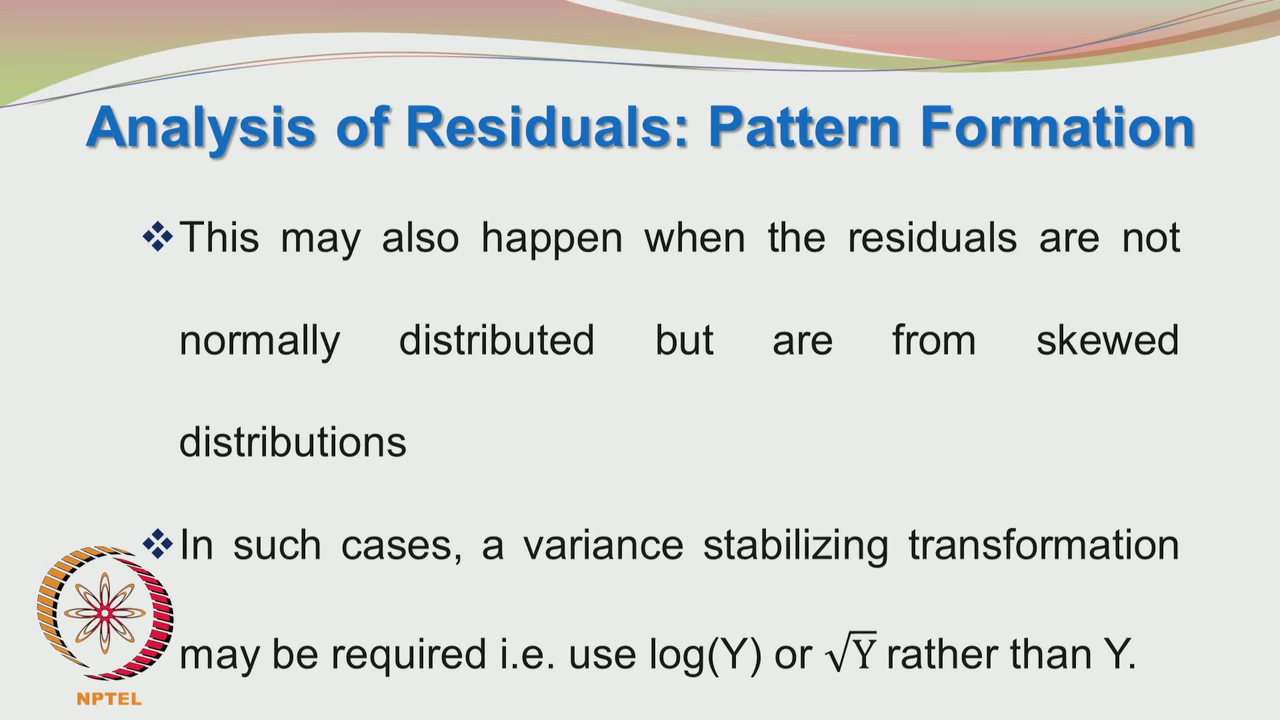 Analysis of Residuals: Pattern Formation
❖This may also happen when the residuals are not
normally distributed but are from skewed
distributions
❖In such cases, a variance stabilizing transformation
may be required i.e. use log(Y) or √Y rather than Y.
NPTEL